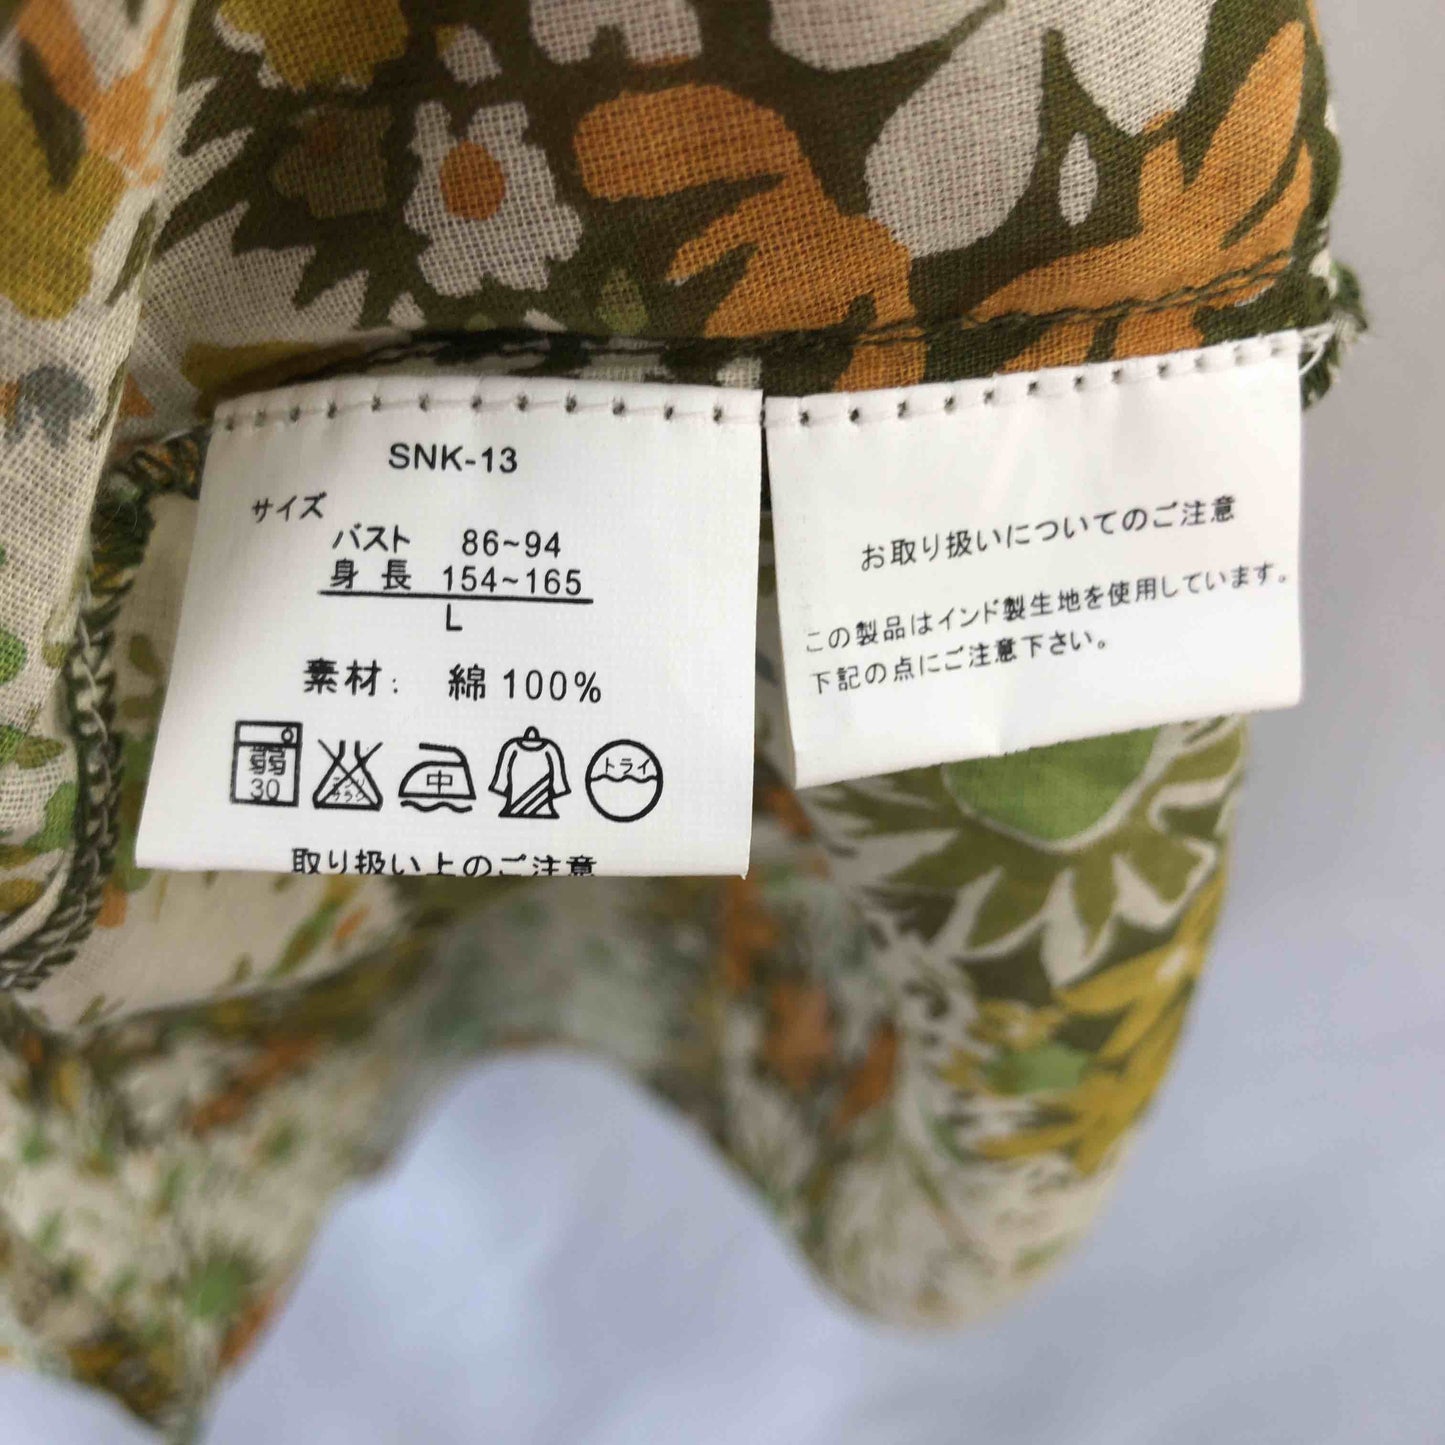 SNK-13
サイズ
バスト 86~94
身長 154~165
L
素材: 綿 100%
弱
30
中
ドライ
取り扱い上のご注意
お取り扱いについてのご注意
この製品はインド製生地を使用しています。
下記の点にご注意下さい。